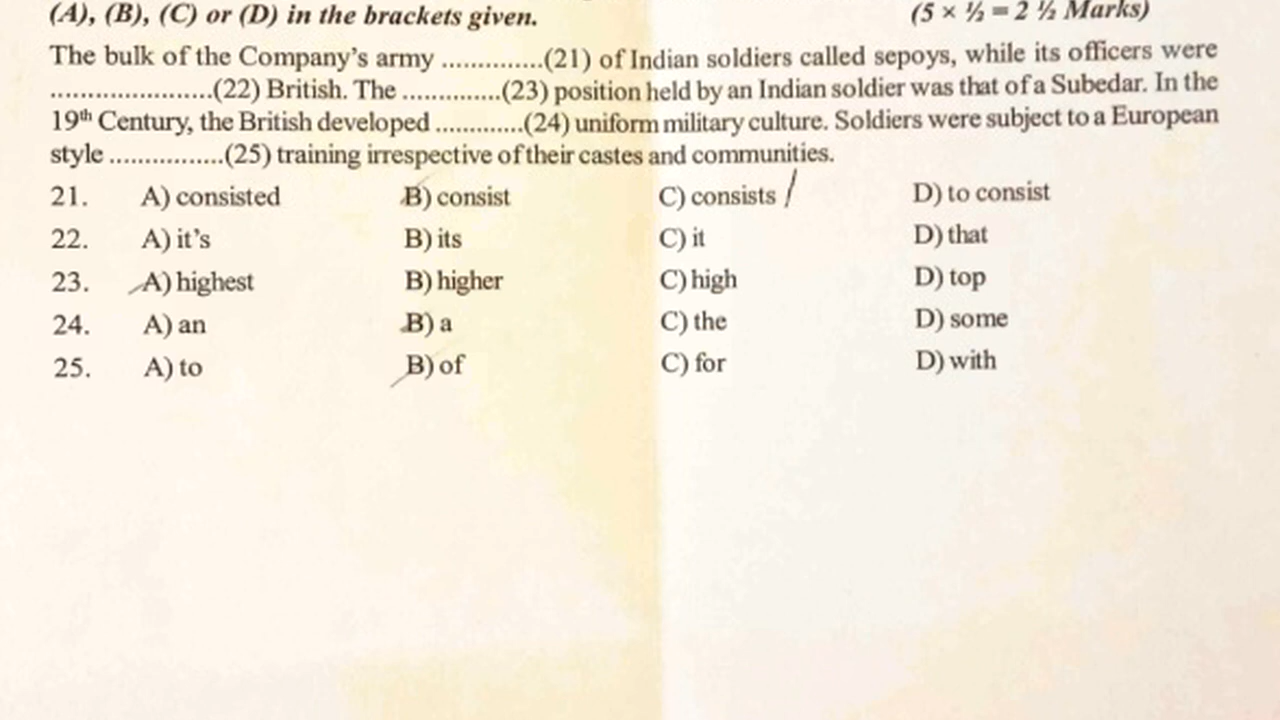 (A), (B), (C) or (D) in the brackets given. (5 × ½ = 2 ½ Marks)
The bulk of the Company's army ..............(21) of Indian soldiers called sepoys, while its officers were
......................(22) British. The ..............(23) position held by an Indian soldier was that of a Subedar. In the
19th Century, the British developed ............(24) uniform military culture. Soldiers were subject to a European
style ................(25) training irrespective of their castes and communities.
21. A) consisted B) consist C) consists D) to consist
22. A) it's B) its C) it D) that
23. A) highest B) higher C) high D) top
24. A) an B) a C) the D) some
25. A) to B) of C) for D) with